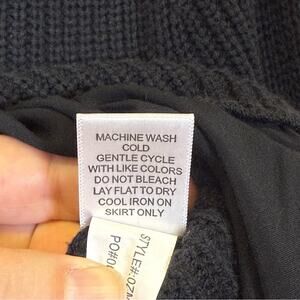 MACHINE WASH
COLD
GENTLE CYCLE
WITH LIKE COLORS
DO NOT BLEACH
LAY FLAT TO DRY
COOL IRON ON
SKIRT ONLY
STYLE#: